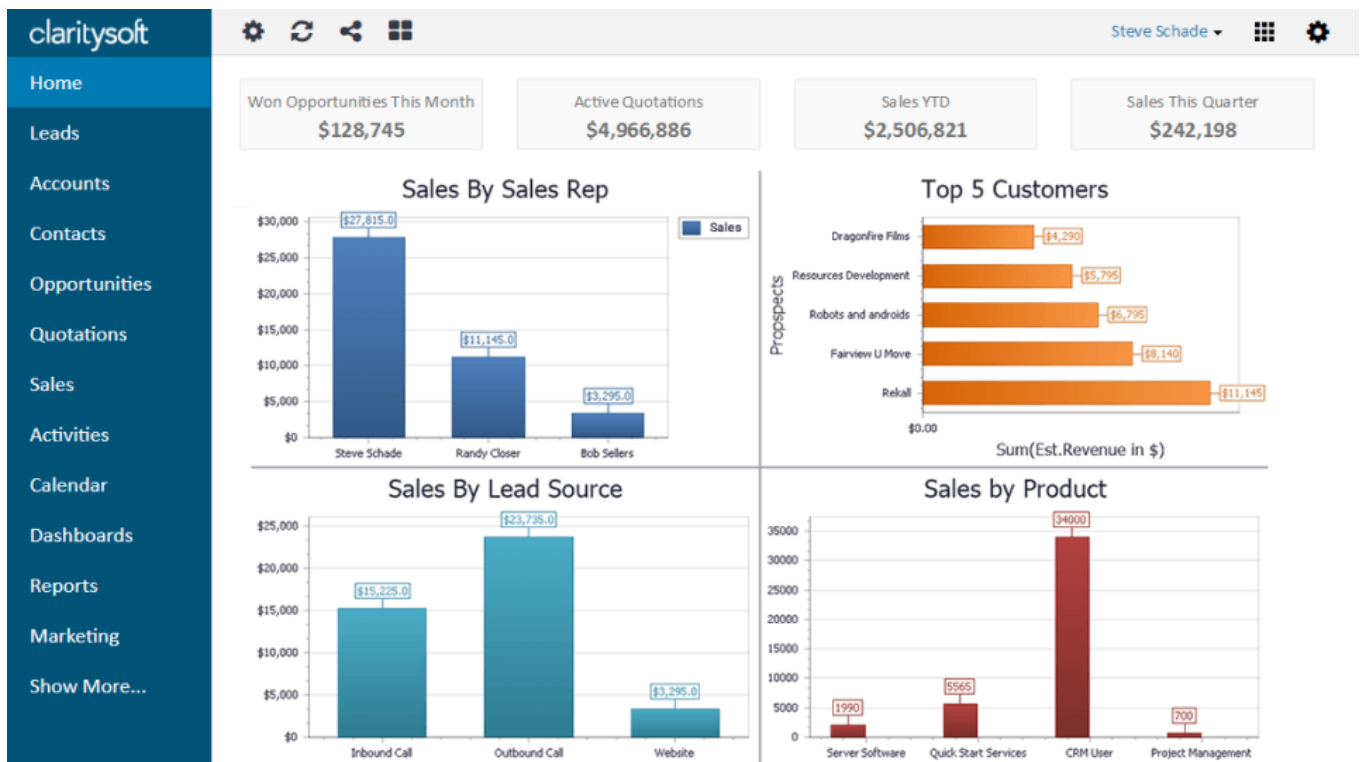 claritysoft
Steve Schade
Home
Leads
Accounts
Contacts
Opportunities
Quotations
Sales
Activities
Calendar
Dashboards
Reports
Marketing
Show More...
Won Opportunities This Month
$128,745
Active Quotations
$4,966,886
Sales YTD
$2,506,821
Sales This Quarter
$242,198
Sales By Sales Rep
$30,000
$25,000
$20,000
$15,000
$10,000
$5,000
$0
$27,815.0
$11,145.0
$3,295.0
Sales
Steve Schade
Randy Closer
Bob Sellers
Top 5 Customers
Propspects
Dragonfire Films
$4,290
Resources Development
$5,795
Robots and androids
$6,795
Fairview U Move
$8,140
Rekall
$11,145
$0.00
Sum(Est.Revenue in $)
Sales By Lead Source
$25,000
$20,000
$15,000
$10,000
$5,000
$0
$15,225.0
$23,735.0
$3,295.0
Inbound Call
Outbound Call
Website
Sales by Product
35000
30000
25000
20000
15000
10000
5000
0
1990
5565
34000
700
Server Software
Quick Start Services
CRM User
Project Management